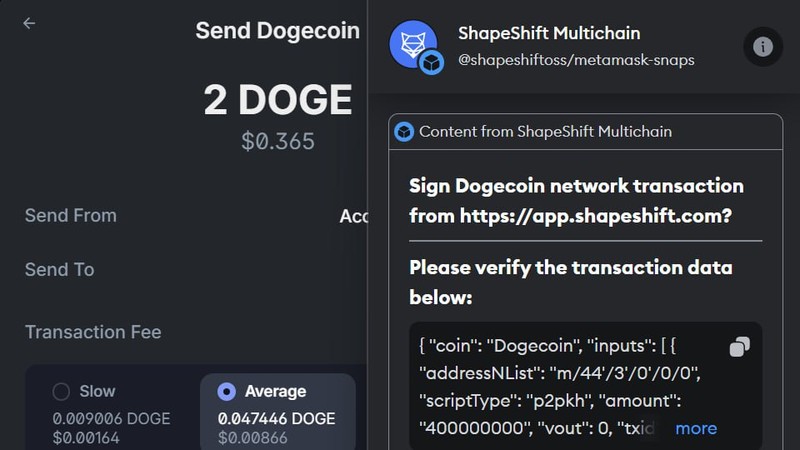 Send Dogecoin
2 DOGE
$0.365
Send From
Send To
Transaction Fee
Slow
0.009006 DOGE
$0.00164
Average
0.047446 DOGE
$0.00866
ShapeShift Multichain
@shapeshiftoss/metamask-snaps
Content from ShapeShift Multichain
Sign Dogecoin network transaction
from https://app.shapeshift.com?
Please verify the transaction data
below:
{ "coin": "Dogecoin", "inputs": [ {
"addressNList": "m/44'/3'/0'/0/0",
"scriptType": "p2pkh", "amount":
"400000000", "vout": 0, "txid more